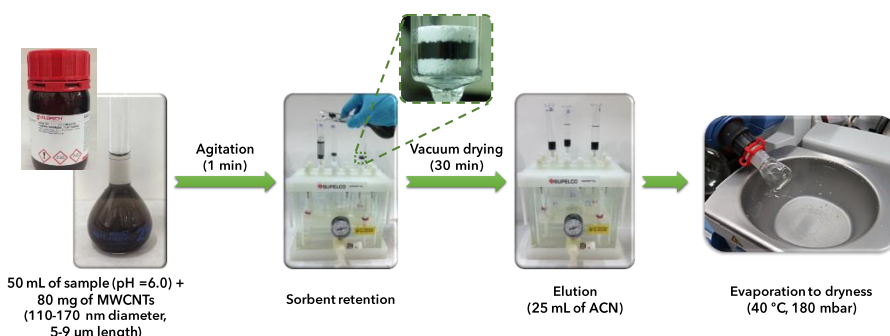 Agitation
(1 min)
Vacuum drying
(30 min)
SUPELCO
SUPELCO
50 mL of sample (pH =6.0) +
80 mg of MWCNTs
(110-170 nm diameter,
5-9 µm length)
Sorbent retention
Elution
(25 mL of ACN)
Evaporation to dryness
(40 °C, 180 mbar)